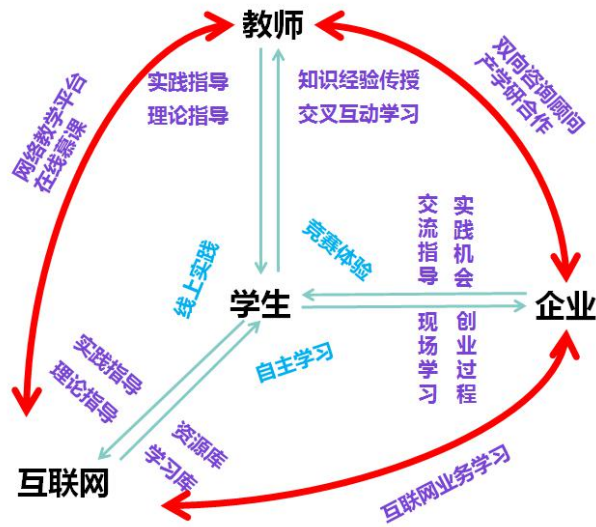 教师
实践指导
理论指导
知识经验传授
交叉互动学习
双向咨询顾问
产学研合作
网络教学平台
在线慕课
线上实践
竞赛体验
交流指导
实践机会
学生
企业
自主学习
现场学习
创业过程
实践指导
理论指导
资源库
学习库
互联网
互联网业务学习